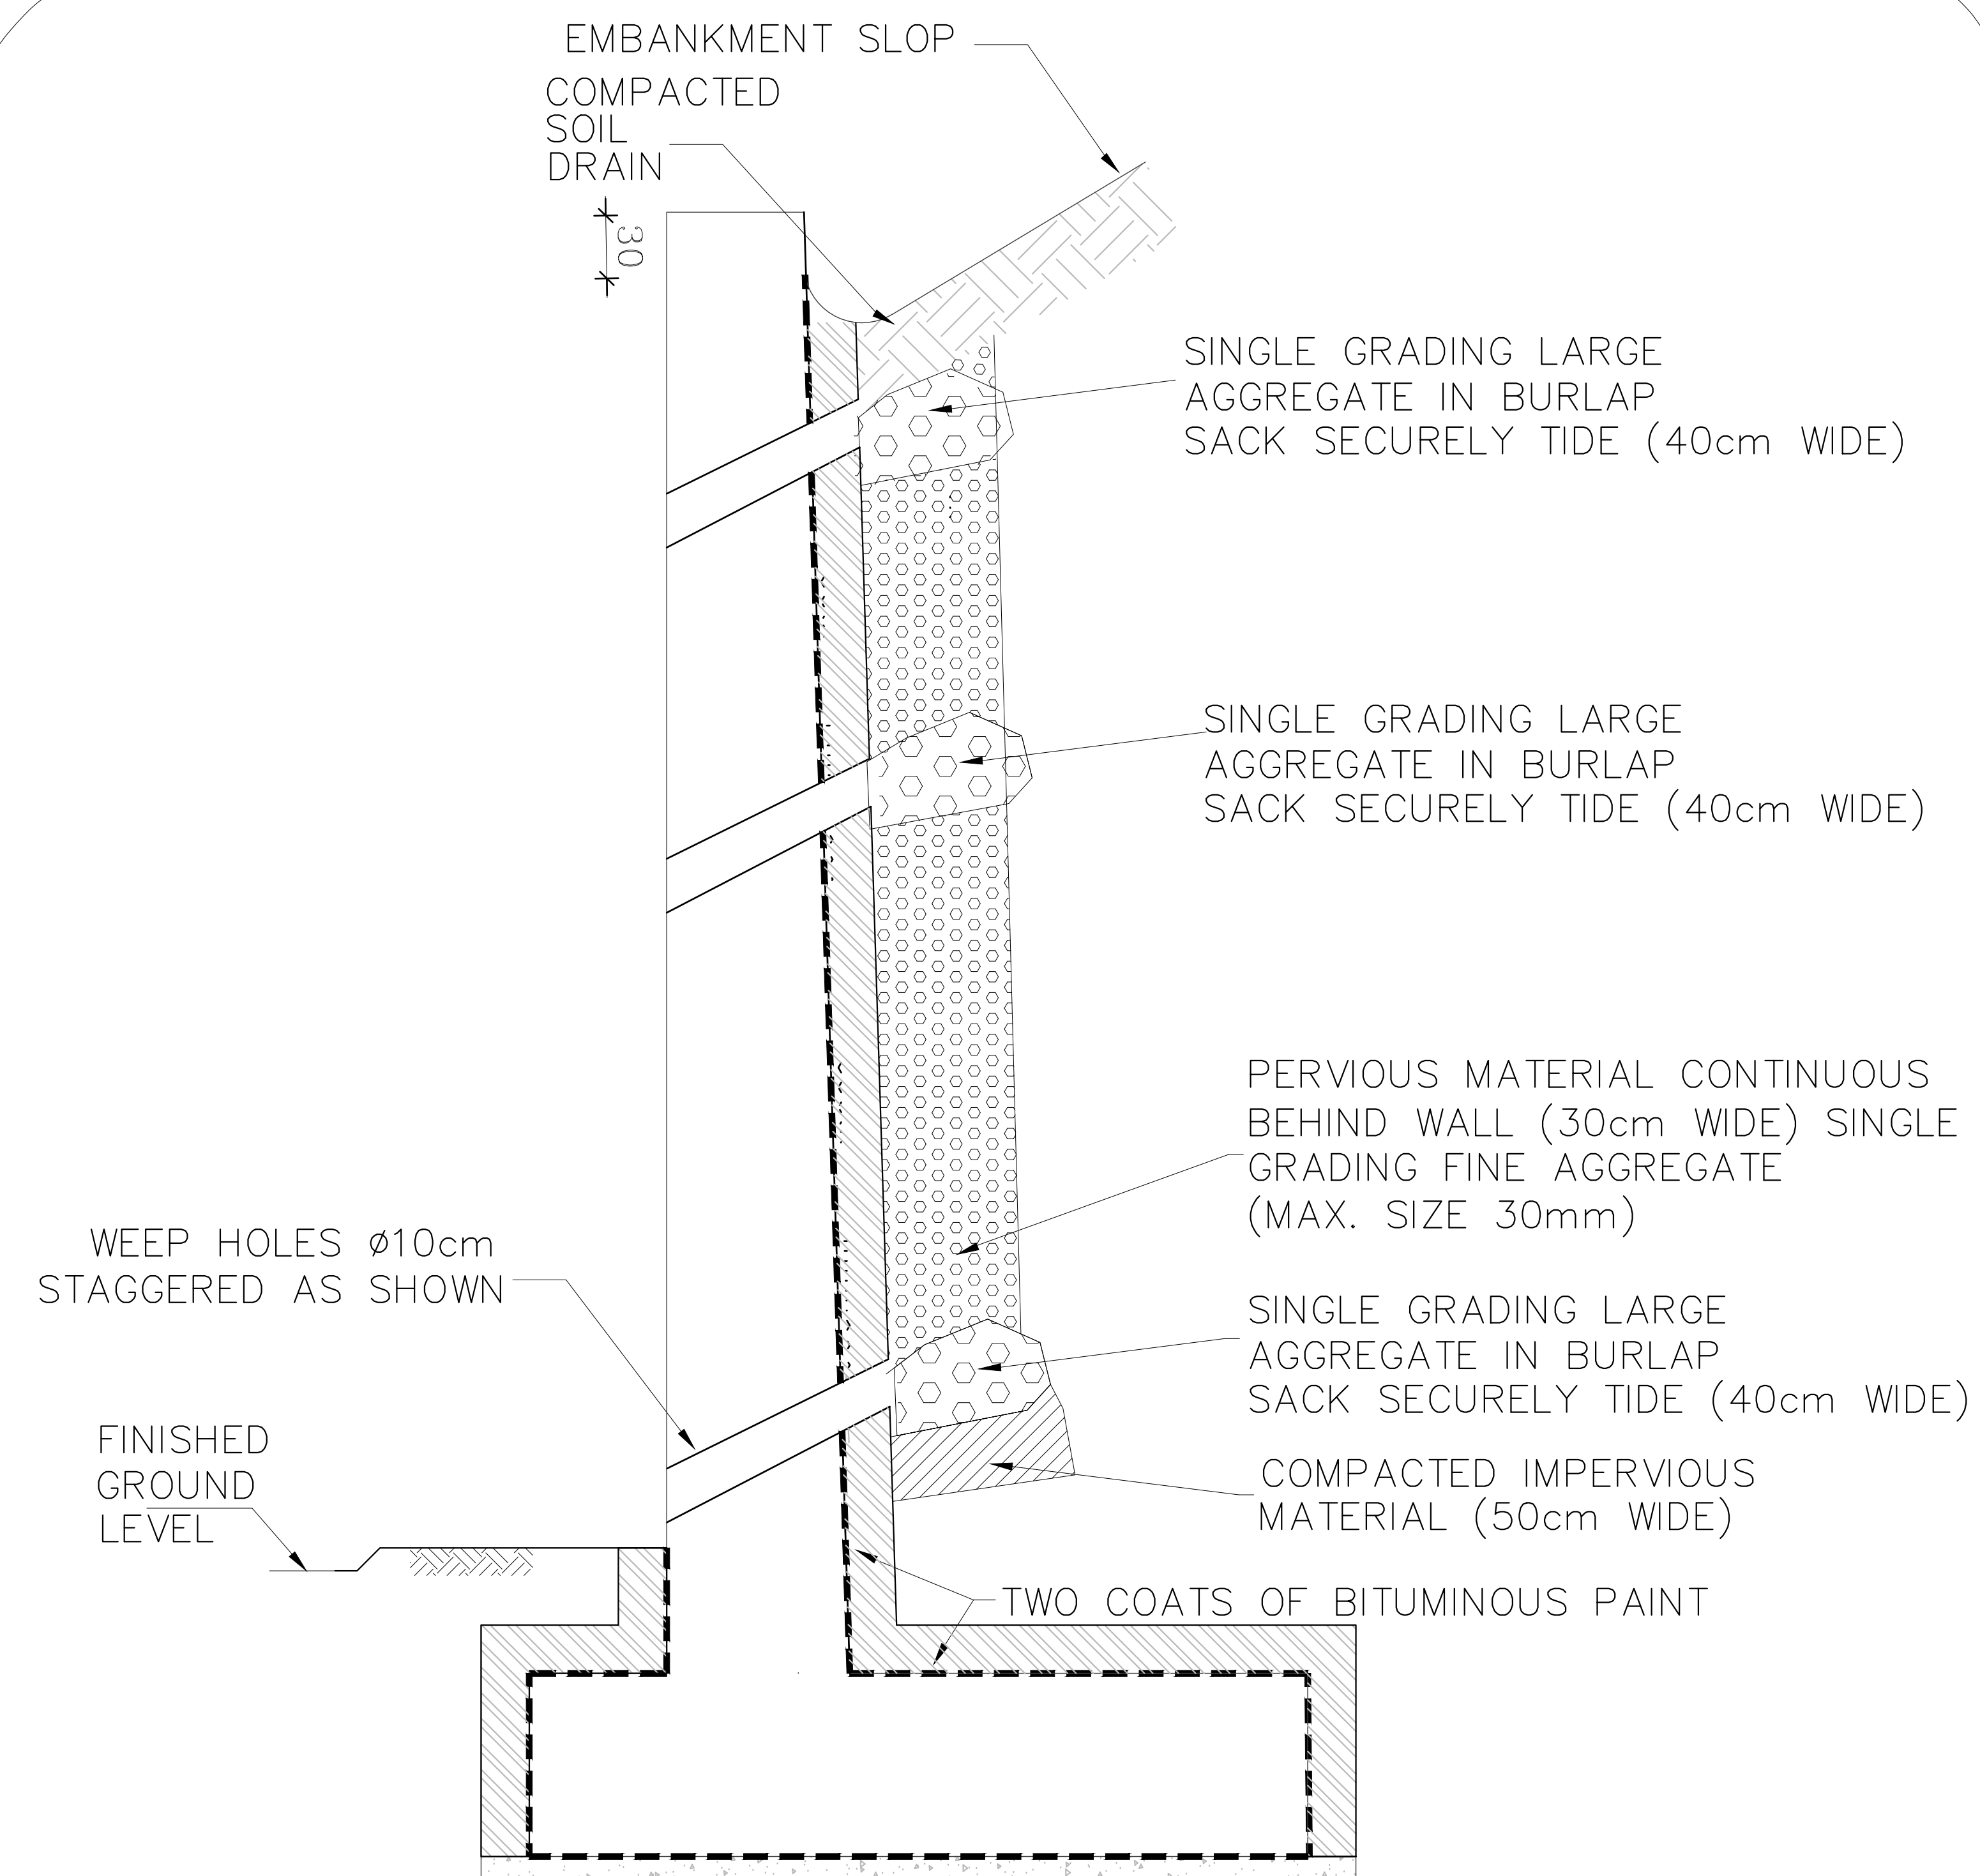 EMBANKMENT SLOP
COMPACTED
SOIL
DRAIN
30
SINGLE GRADING LARGE
AGGREGATE IN BURLAP
SACK SECURELY TIDE (40cm WIDE)
SINGLE GRADING LARGE
AGGREGATE IN BURLAP
SACK SECURELY TIDE (40cm WIDE)
PERVIOUS MATERIAL CONTINUOUS
BEHIND WALL (30cm WIDE) SINGLE
GRADING FINE AGGREGATE
(MAX. SIZE 30mm)
WEEP HOLES ø10cm
STAGGERED AS SHOWN
SINGLE GRADING LARGE
AGGREGATE IN BURLAP
SACK SECURELY TIDE (40cm WIDE)
FINISHED
GROUND
LEVEL
COMPACTED IMPERVIOUS
MATERIAL (50cm WIDE)
TWO COATS OF BITUMINOUS PAINT